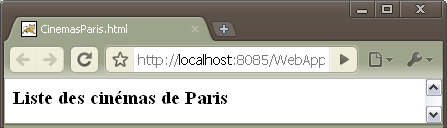 CinemasParis.html
http://localhost:8085/WebApp
Liste des cinémas de Paris